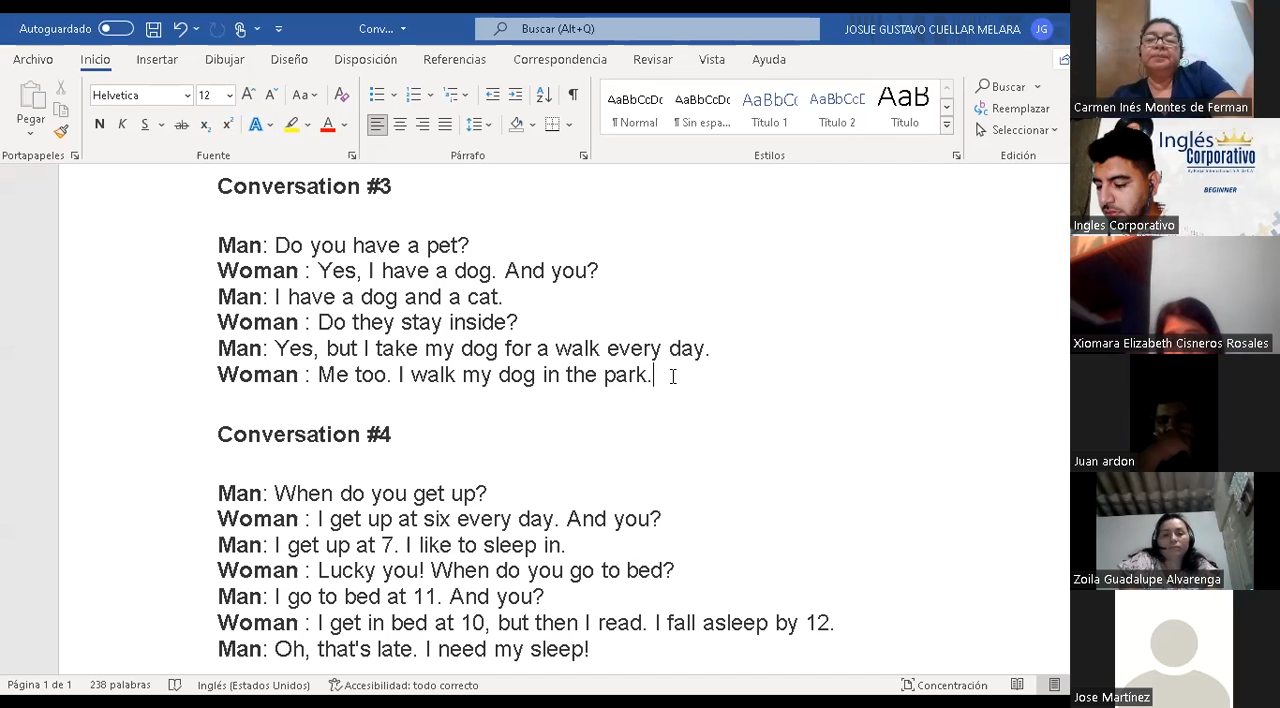 Autoguardado
Conv...
Buscar (Alt+Q)
JOSUE GUSTAVO CUELLAR MELARA
JG
Archivo
Inicio
Insertar
Dibujar
Diseño
Disposición
Referencias
Correspondencia
Revisar
Vista
Ayuda
Pegar
Helvetica
12
Aa
N K S ab x₂ x²
AaBbCcDc
¶ Normal
AaBbCcDc
¶ Sin espa...
AaBbCc
Título 1
AaBbCcD
Título 2
AaB
Título
Buscar
Reemplazar
Seleccionar
Portapapeles
Fuente
Párrafo
Estilos
Edición
Conversation #3
Man: Do you have a pet?
Woman : Yes, I have a dog. And you?
Man: I have a dog and a cat.
Woman : Do they stay inside?
Man: Yes, but I take my dog for a walk every day.
Woman : Me too. I walk my dog in the park.
Conversation #4
Man: When do you get up?
Woman : I get up at six every day. And you?
Man: I get up at 7. I like to sleep in.
Woman : Lucky you! When do you go to bed?
Man: I go to bed at 11. And you?
Woman : I get in bed at 10, but then I read. I fall asleep by 12.
Man: Oh, that's late. I need my sleep!
Página 1 de 1
238 palabras
Inglés (Estados Unidos)
Accesibilidad: todo correcto
Concentración
Carmen Inés Montes de Ferman
Inglés
Corporativo
BEGINNER
Ingles Corporativo
Xiomara Elizabeth Cisneros Rosales
Juan ardon
Zoila Guadalupe Alvarenga
Jose Martínez